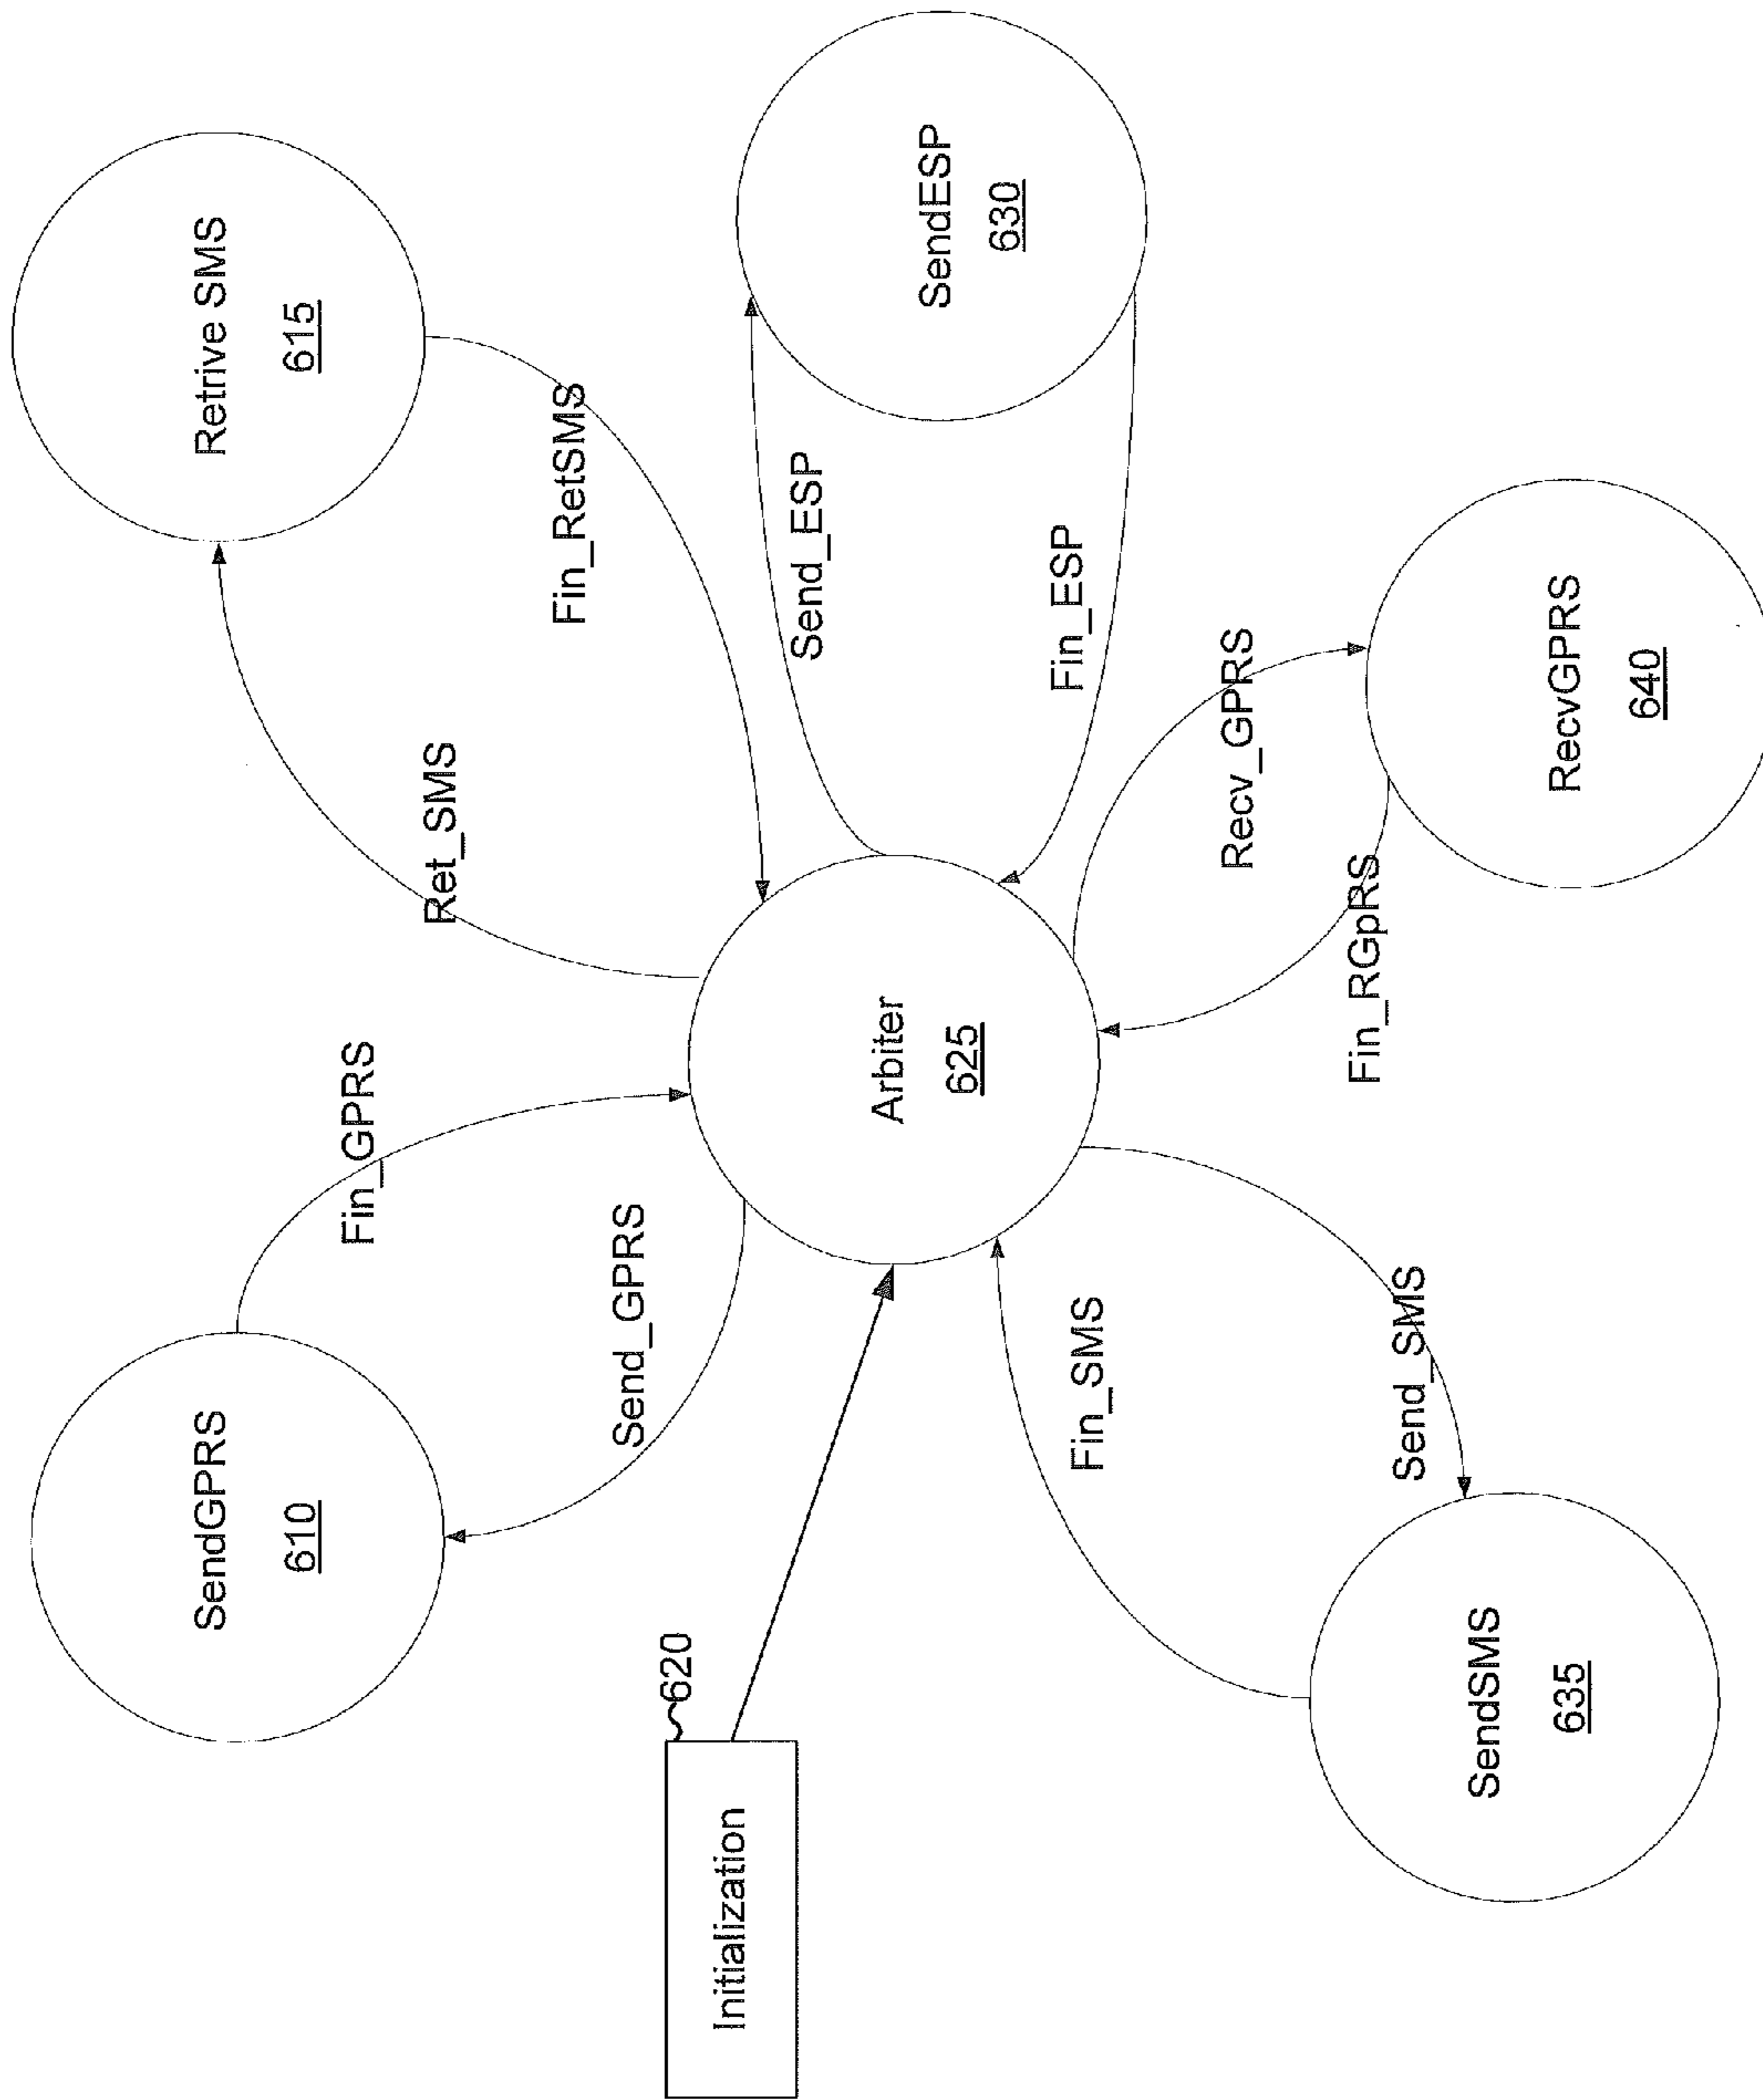 SendGPRS
610
Fin_GPRS
Send_GPRS
Retrive SMS
615
Ret_SMS
Fin_RetSMS
Initialization
620
Arbiter
625
Send_ESP
Fin_ESP
SendESP
630
Fin_SMS
Send_SMS
SendSMS
635
Recv_GPRS
Fin_RGpRS
RecvGPRS
640